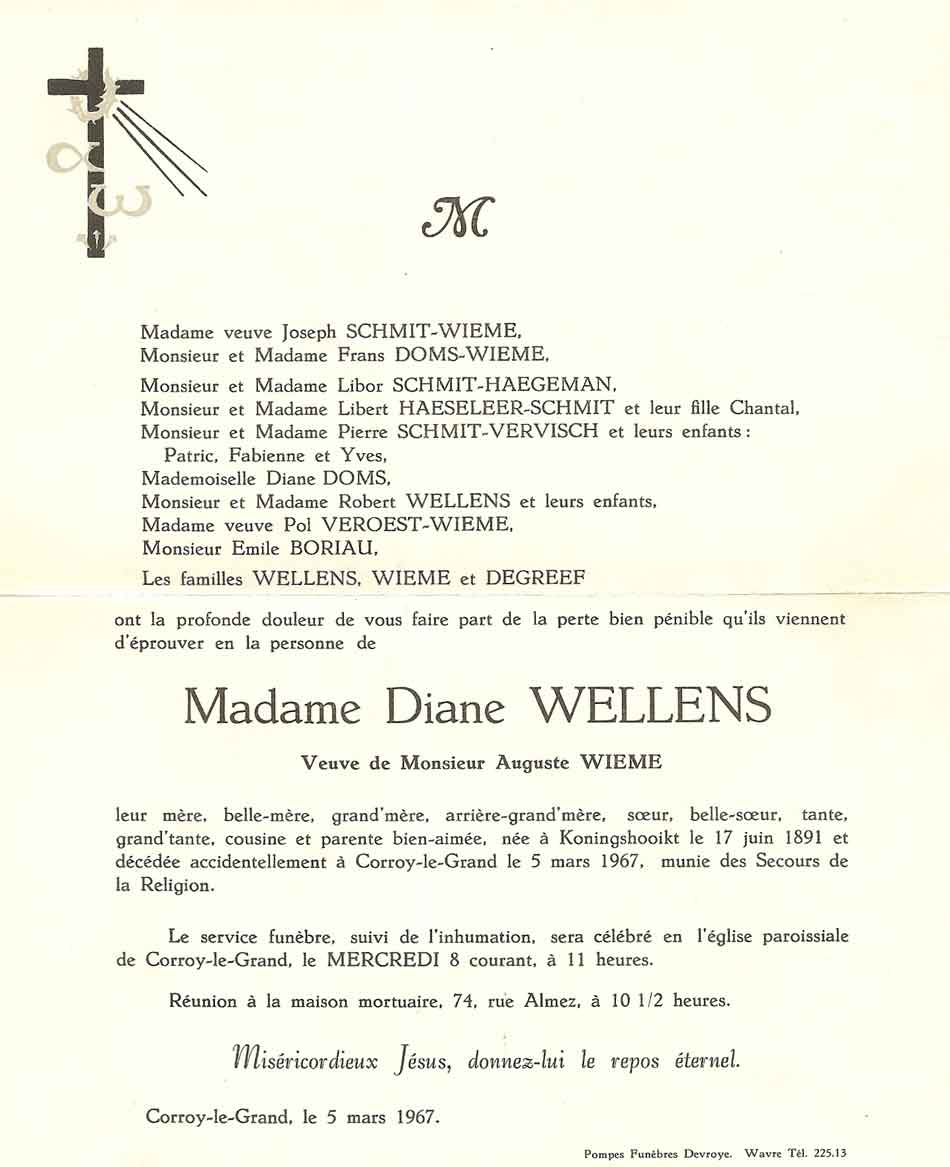 α
ω
M
Madame veuve Joseph SCHMIT-WIEME,
Monsieur et Madame Frans DOMS-WIEME,
Monsieur et Madame Libor SCHMIT-HAEGEMAN,
Monsieur et Madame Libert HAESELEER-SCHMIT et leur fille Chantal,
Monsieur et Madame Pierre SCHMIT-VERVISCH et leurs enfants :
Patric, Fabienne et Yves,
Mademoiselle Diane DOMS,
Monsieur et Madame Robert WELLENS et leurs enfants,
Madame veuve Pol VEROEST-WIEME,
Monsieur Emile BORIAU,
Les familles WELLENS, WIEME et DEGREEF
ont la profonde douleur de vous faire part de la perte bien pénible qu'ils viennent
d'éprouver en la personne de
Madame Diane WELLENS
Veuve de Monsieur Auguste WIEME
leur mère, belle-mère, grand'mère, arrière-grand'mère, sœur, belle-sœur, tante,
grand'tante, cousine et parente bien-aimée, née à Koningshooikt le 17 juin 1891 et
décédée accidentellement à Corroy-le-Grand le 5 mars 1967, munie des Secours de
la Religion.
Le service funèbre, suivi de l'inhumation, sera célébré en l'église paroissiale
de Corroy-le-Grand, le MERCREDI 8 courant, à 11 heures.
Réunion à la maison mortuaire, 74, rue Almez, à 10 1/2 heures.
Miséricordieux Jésus, donnez-lui le repos éternel.
Corroy-le-Grand, le 5 mars 1967.
Pompes Funèbres Devroye. Wavre Tél. 225.13